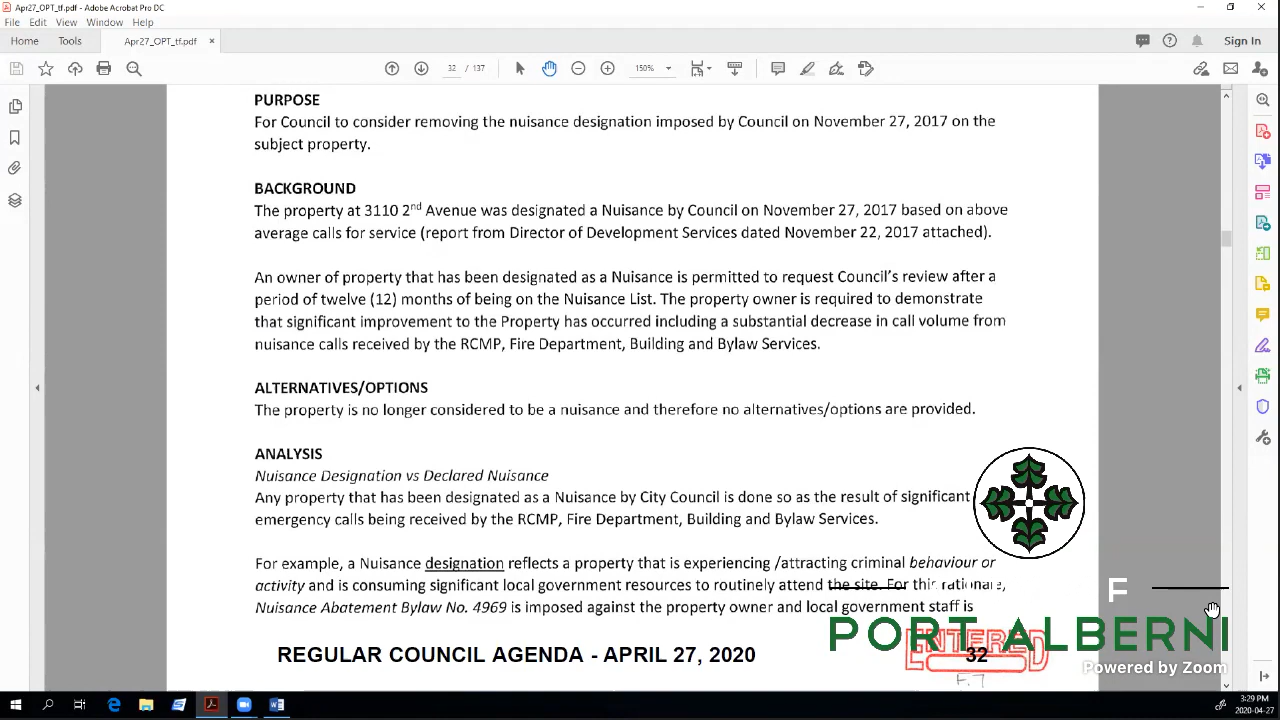 Apr27_OPT_tf.pdf - Adobe Acrobat Pro DC
File Edit View Window Help
Home Tools Apr27_OPT_tf.pdf × Sign In
32 / 137 150%
PURPOSE
For Council to consider removing the nuisance designation imposed by Council on November 27, 2017 on the
subject property.
BACKGROUND
The property at 3110 2nd Avenue was designated a Nuisance by Council on November 27, 2017 based on above
average calls for service (report from Director of Development Services dated November 22, 2017 attached).
An owner of property that has been designated as a Nuisance is permitted to request Council's review after a
period of twelve (12) months of being on the Nuisance List. The property owner is required to demonstrate
that significant improvement to the Property has occurred including a substantial decrease in call volume from
nuisance calls received by the RCMP, Fire Department, Building and Bylaw Services.
ALTERNATIVES/OPTIONS
The property is no longer considered to be a nuisance and therefore no alternatives/options are provided.
ANALYSIS
Nuisance Designation vs Declared Nuisance
Any property that has been designated as a Nuisance by City Council is done so as the result of significant
emergency calls being received by the RCMP, Fire Department, Building and Bylaw Services.
For example, a Nuisance designation reflects a property that is experiencing /attracting criminal behaviour or
activity and is consuming significant local government resources to routinely attend the site. For this rationale,
Nuisance Abatement Bylaw No. 4969 is imposed against the property owner and local government staff is
F
PORT ALBERNI
ENTERED
REGULAR COUNCIL AGENDA - APRIL 27, 2020 32
Powered by Zoom
F.7
3:29 PM
2020-04-27